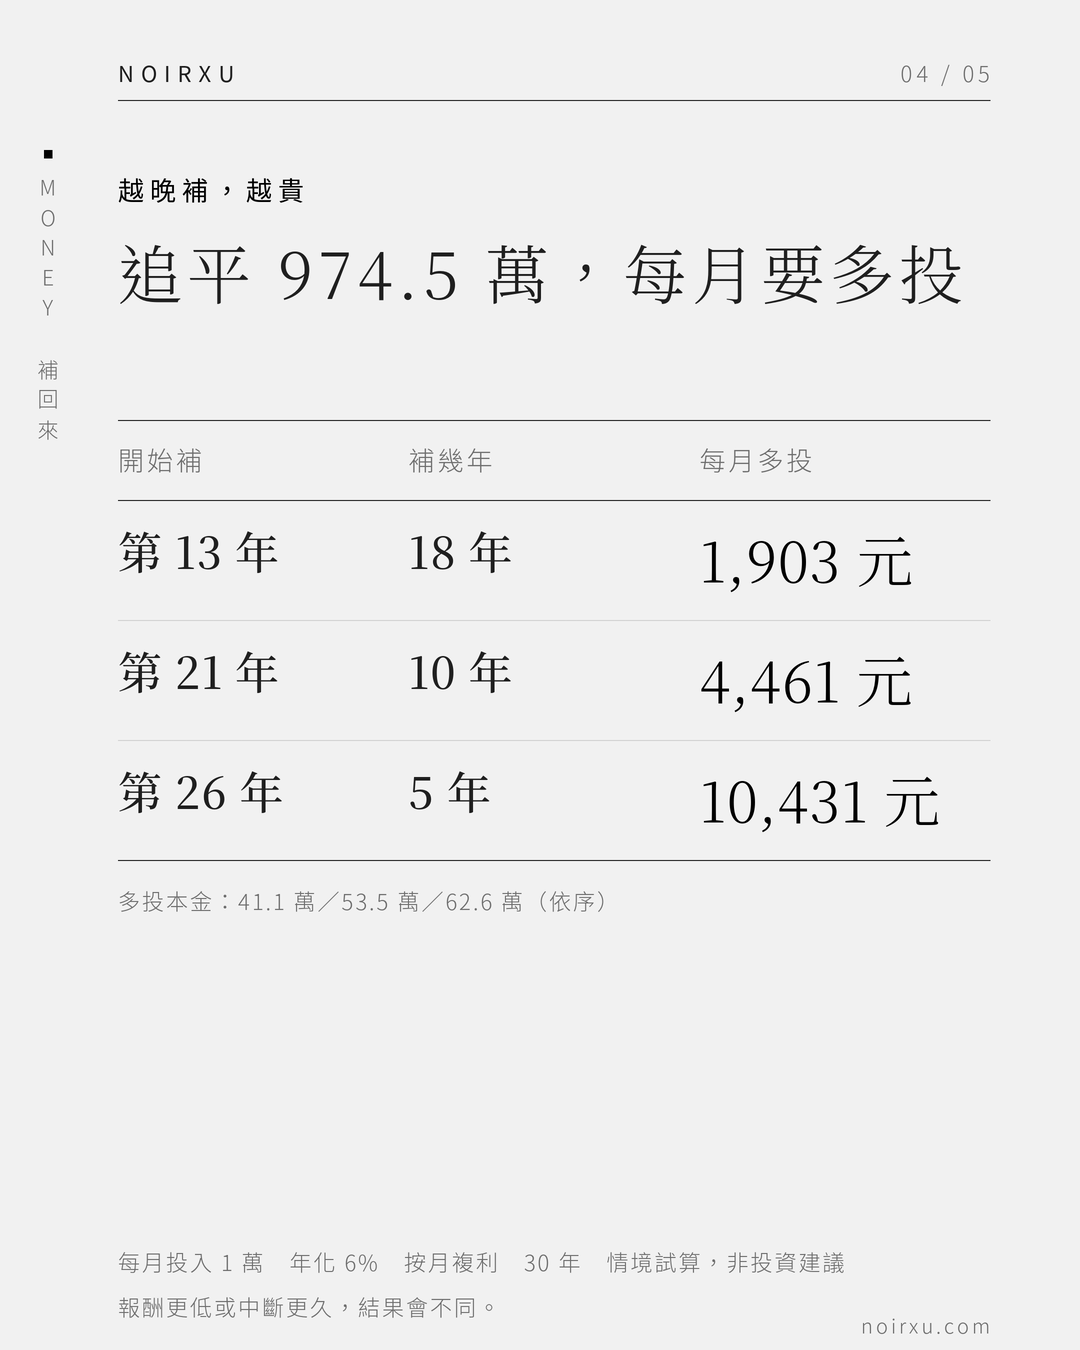 NOIRXU
04 / 05
MONEY 補回來
越晚補，越貴
追平 974.5 萬，每月要多投
開始補 補幾年 每月多投
第 13 年 18 年 1,903 元
第 21 年 10 年 4,461 元
第 26 年 5 年 10,431 元
多投本金：41.1 萬／53.5 萬／62.6 萬（依序）
每月投入 1 萬　年化 6%　按月複利　30 年　情境試算，非投資建議
報酬更低或中斷更久，結果會不同。
noirxu.com